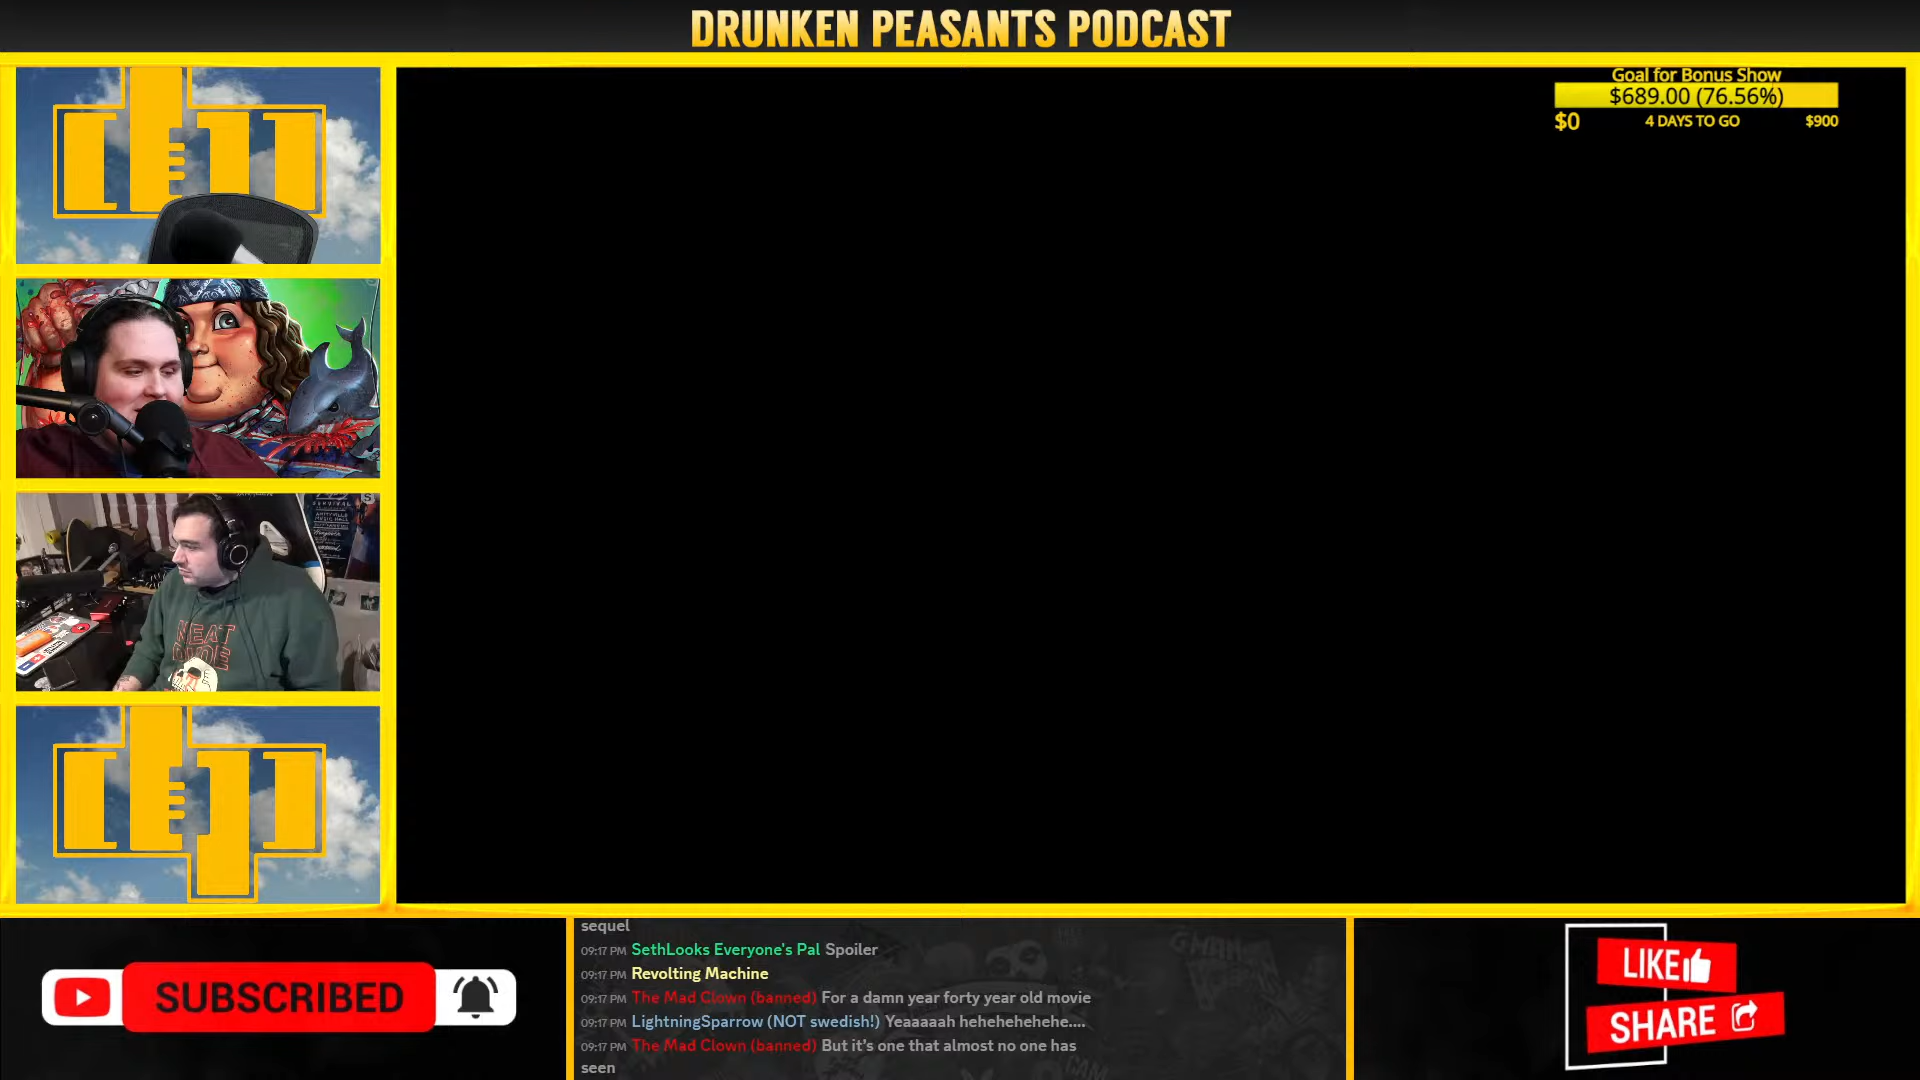 DRUNKEN PEASANTS PODCAST
Goal for Bonus Show
$689.00 (76.56%)
$0 4 DAYS TO GO $900
NEAT
DUDE
SUBSCRIBED
sequel
09:17 PM SethLooks Everyone's Pal Spoiler
09:17 PM Revolting Machine
09:17 PM The Mad Clown (banned) For a damn year forty year old movie
09:17 PM LightningSparrow (NOT swedish!) Yeaaaaah hehehehehehe....
09:17 PM The Mad Clown (banned) But it's one that almost no one has
seen
LIKE
SHARE